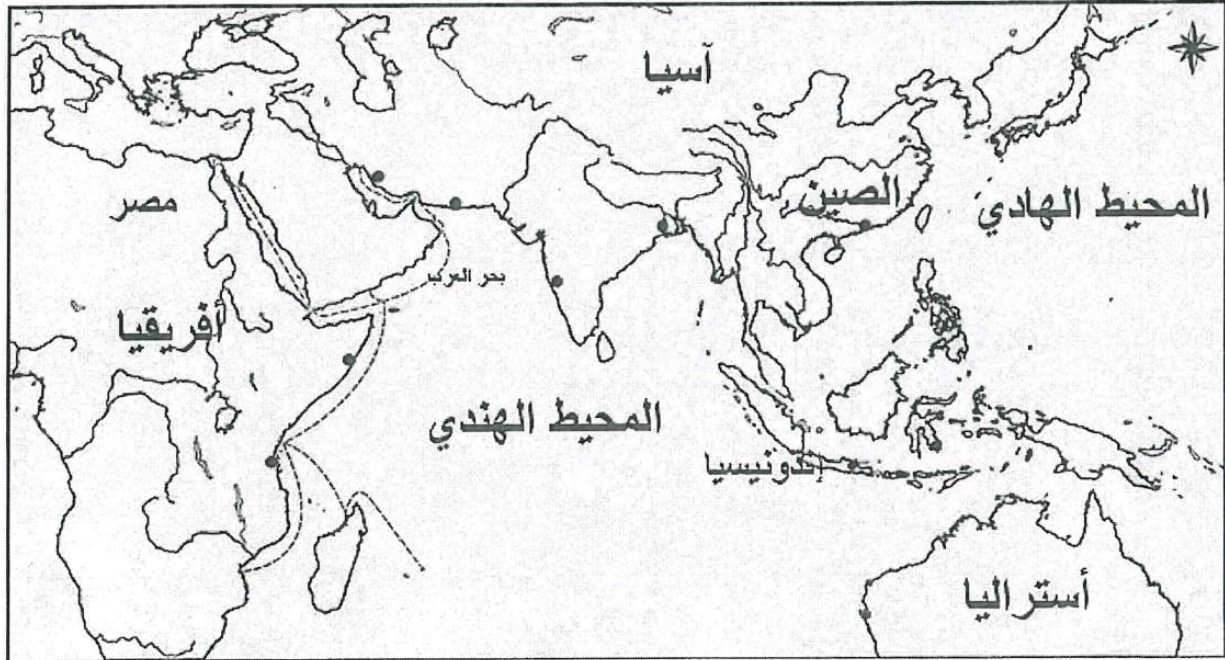 آسيا
الصين
مصر
المحيط الهادي
بحر العرب
أفريقيا
المحيط الهندي
إندونيسيا
أستراليا